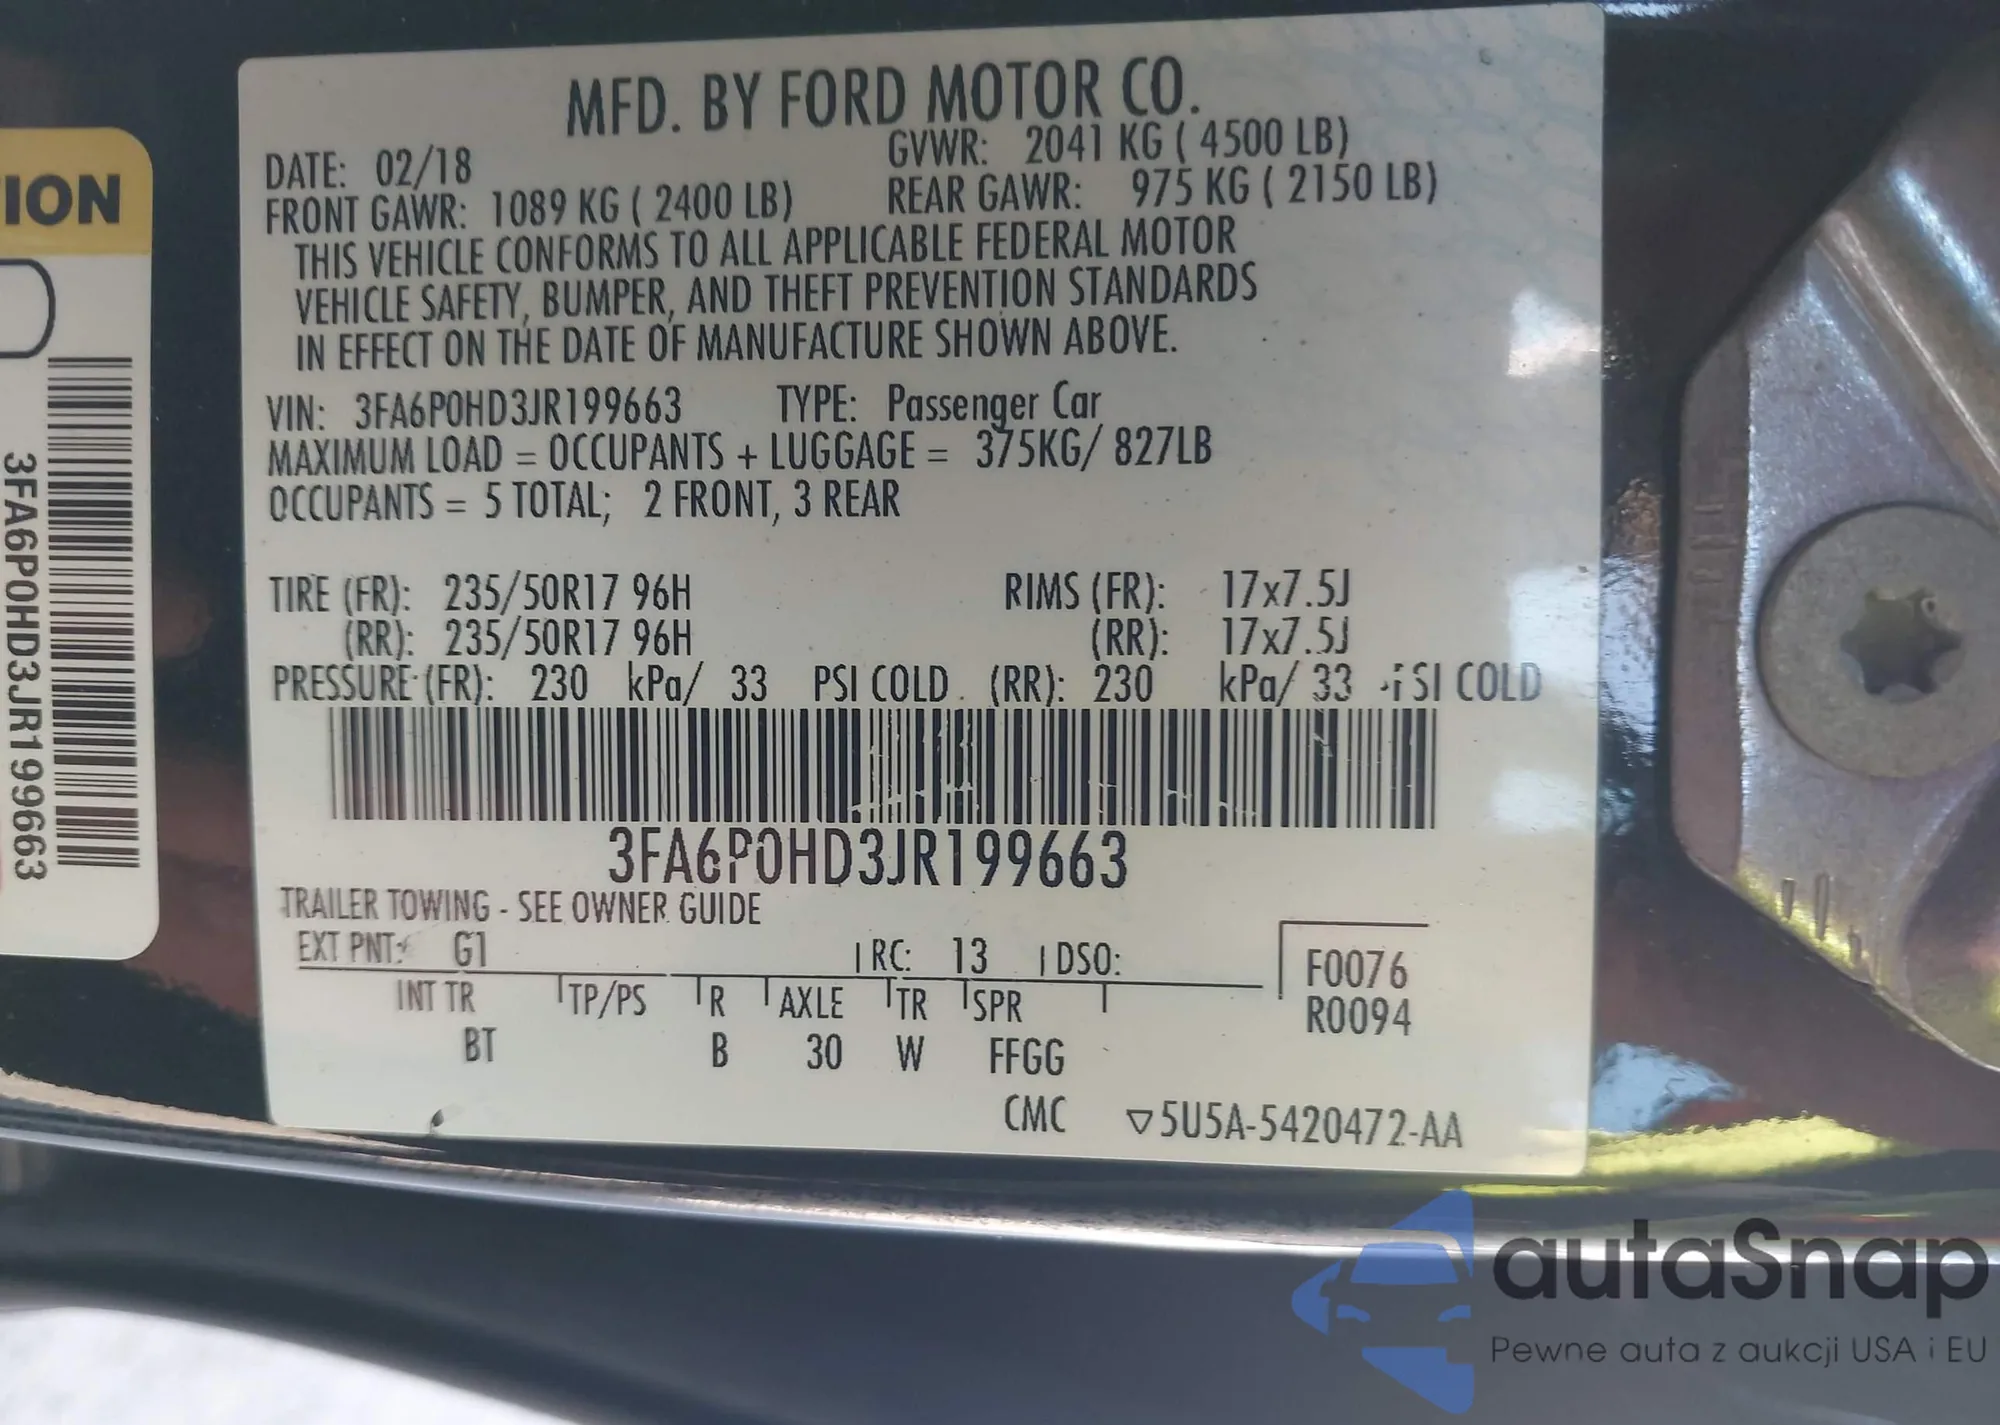 MFD. BY FORD MOTOR CO.
DATE: 02/18 GVWR: 2041 KG ( 4500 LB)
FRONT GAWR: 1089 KG ( 2400 LB) REAR GAWR: 975 KG ( 2150 LB)
THIS VEHICLE CONFORMS TO ALL APPLICABLE FEDERAL MOTOR
VEHICLE SAFETY, BUMPER, AND THEFT PREVENTION STANDARDS
IN EFFECT ON THE DATE OF MANUFACTURE SHOWN ABOVE.
VIN: 3FA6P0HD3JR199663 TYPE: Passenger Car
MAXIMUM LOAD = OCCUPANTS + LUGGAGE = 375KG/ 827LB
OCCUPANTS = 5 TOTAL; 2 FRONT, 3 REAR
TIRE (FR): 235/50R17 96H RIMS (FR): 17x7.5J
(RR): 235/50R17 96H (RR): 17x7.5J
PRESSURE (FR): 230 kPa/ 33 PSI COLD (RR): 230 kPa/ 33 PSI COLD
3FA6P0HD3JR199663
TRAILER TOWING - SEE OWNER GUIDE
EXT PNT: G1 RC: 13 DSO:
F0076
R0094
INT TR TP/PS R AXLE TR SPR
BT B 30 W FFGG
CMC ▽5U5A-5420472-AA
ION
3FA6P0HD3JR199663
autaSnap
Pewne auta z aukcji USA i EU